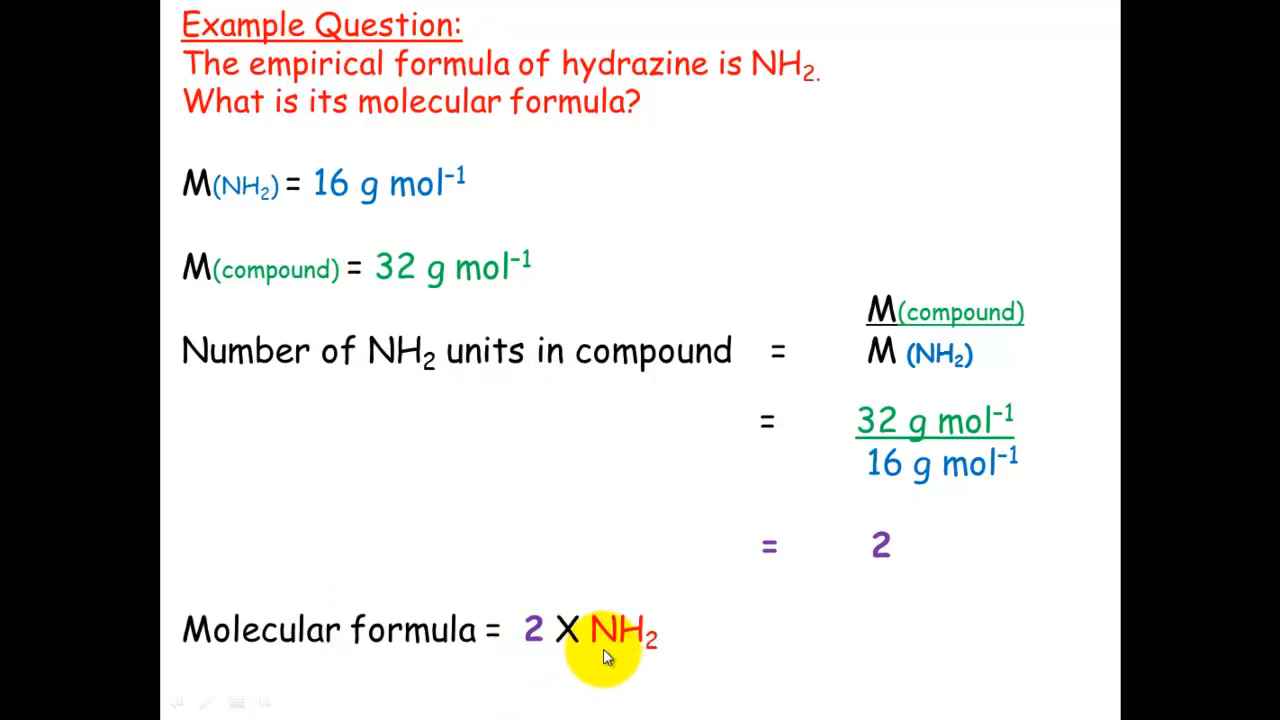 Example Question:
The empirical formula of hydrazine is NH₂.
What is its molecular formula?
M(NH₂) = 16 g mol⁻¹
M(compound) = 32 g mol⁻¹
M(compound)
Number of NH₂ units in compound = M (NH₂)
= 32 g mol⁻¹
16 g mol⁻¹
= 2
Molecular formula = 2 X NH₂